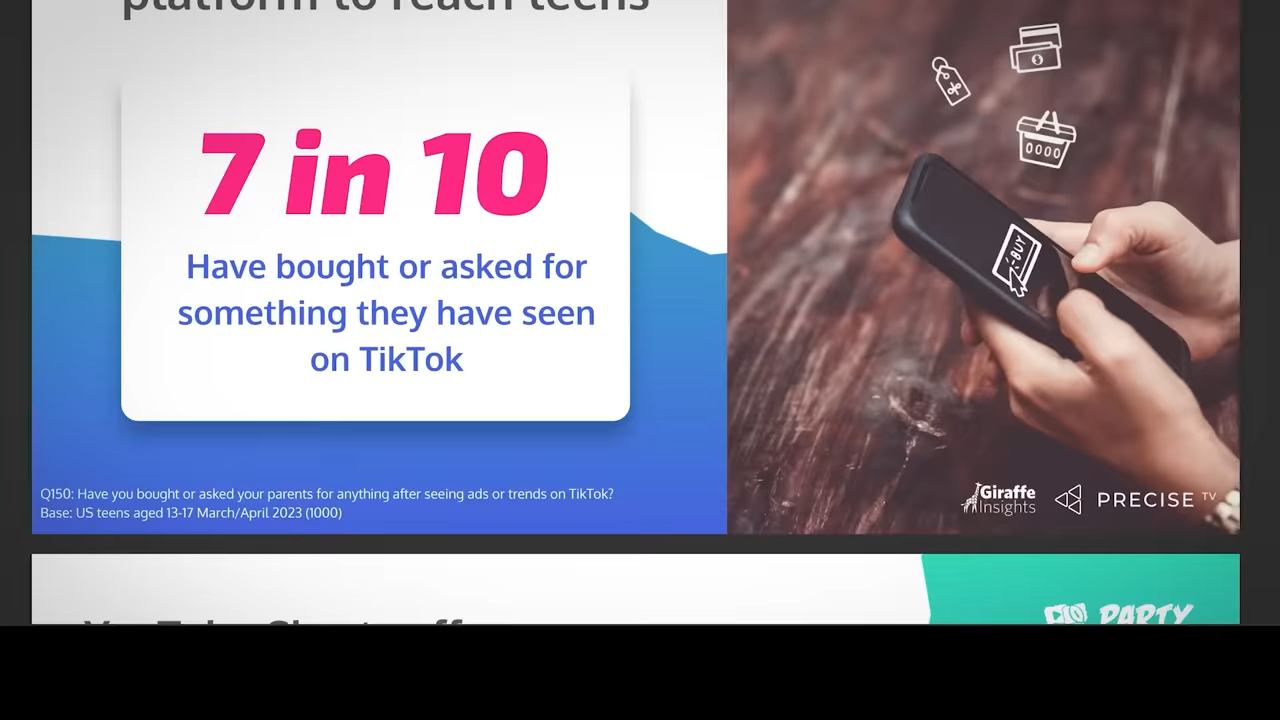 platform to reach teens
7 in 10
Have bought or asked for
something they have seen
on TikTok
BUY
Q150: Have you bought or asked your parents for anything after seeing ads or trends on TikTok?
Base: US teens aged 13-17 March/April 2023 (1000)
Giraffe
Insights
PRECISE TV
PARTY